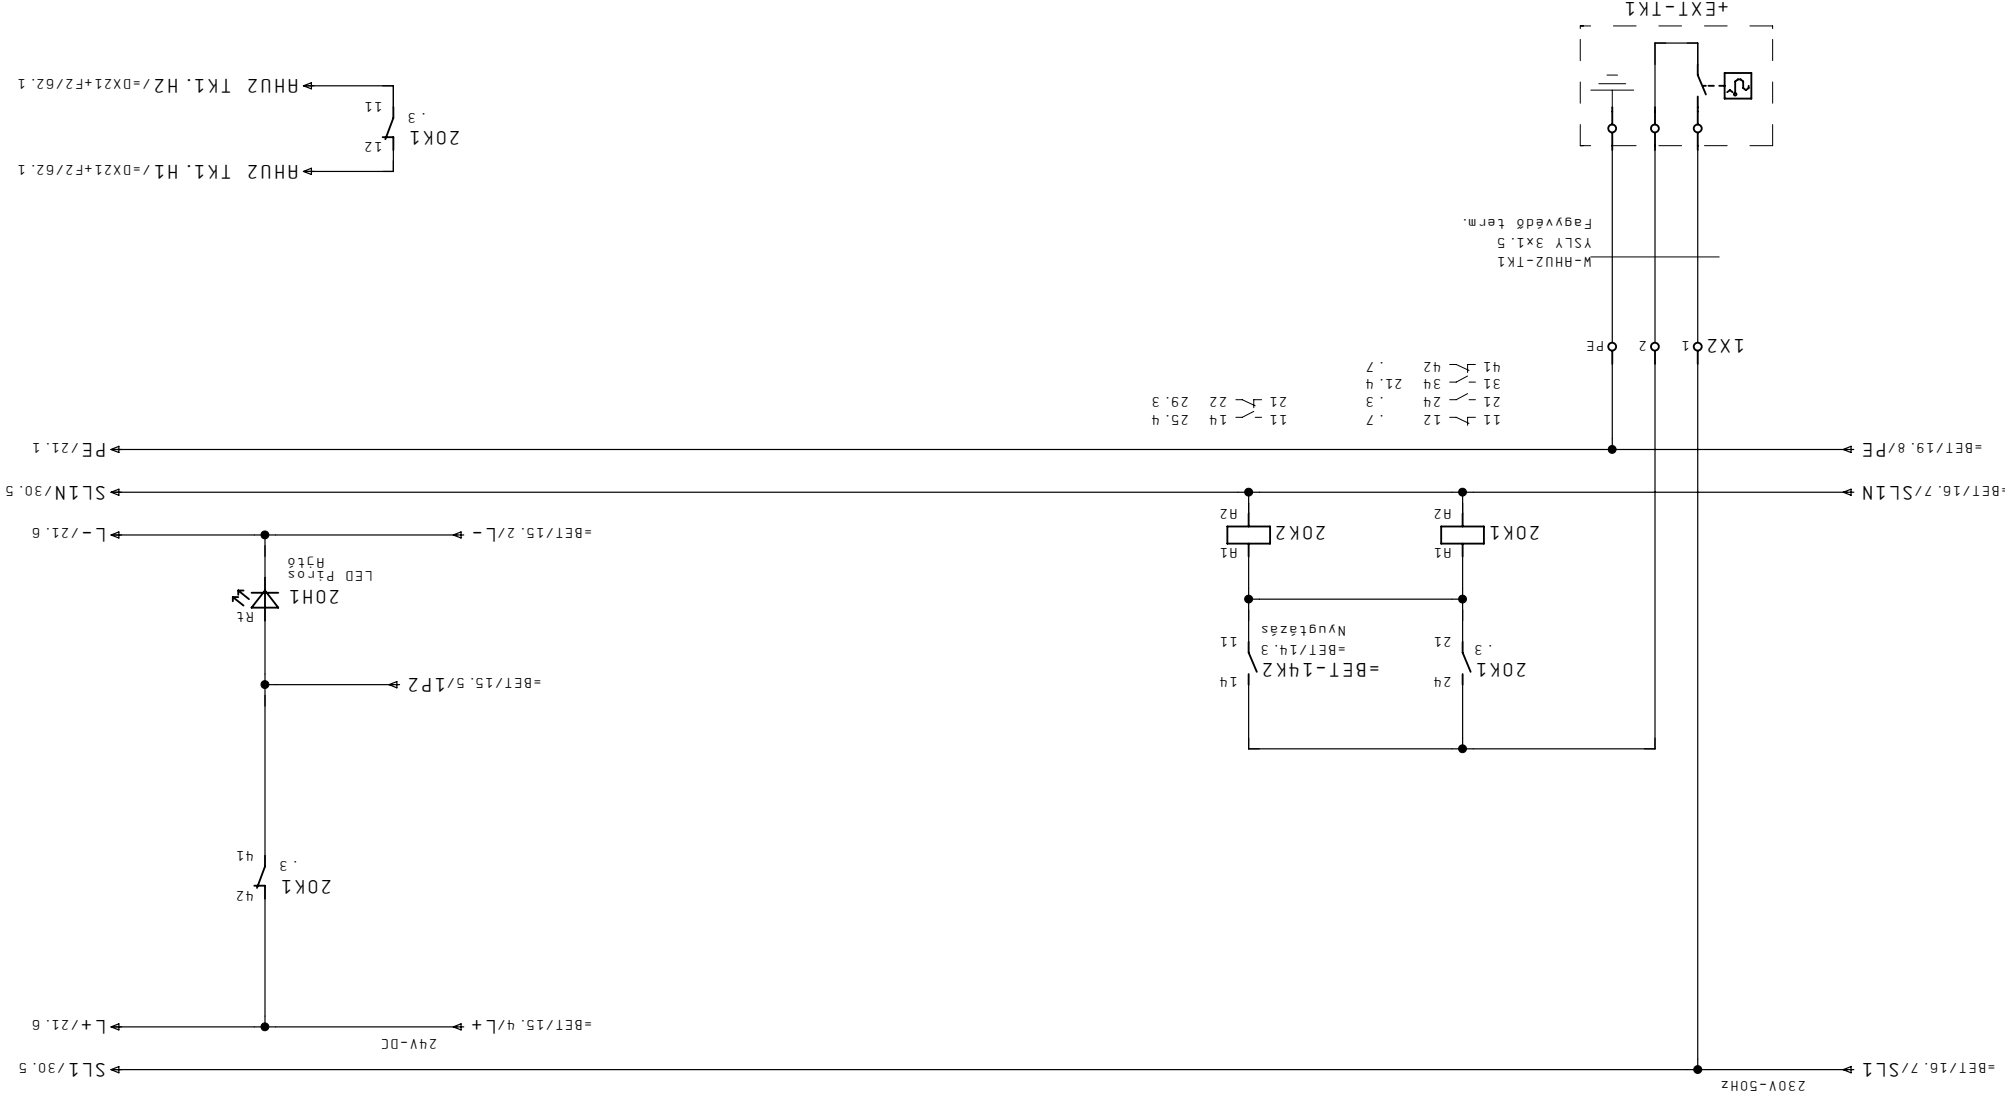 230V-50Hz
=BET/16.7/SL1
SL1/30.5
24V-DC
=BET/15.4/L+
L+/21.6
42
20K1
.3
41
14
24
=BET-14K2
=BET/14.3
Nyugtázás
11
20K1
.3
21
=BET/15.5/1P2
Rt
20H1
LED Piros
Ajtó
A1
20K1
A2
A1
20K2
A2
=BET/15.2/L-
L-/21.6
=BET/16.7/SL1N
SL1N/30.5
=BET/19.8/PE
PE/21.1
11 12 .7
21 24 .3
31 34 21.4
41 42 .7
11 14 25.4
21 22 29.3
1X2 1 2 PE
W-AHU2-TK1
YSLY 3x1.5
Fagyvédő term.
AHU2 TK1.H1/=DX21+F2/62.1
12
20K1
.3
11
AHU2 TK1.H2/=DX21+F2/62.1
+EXT-TK1